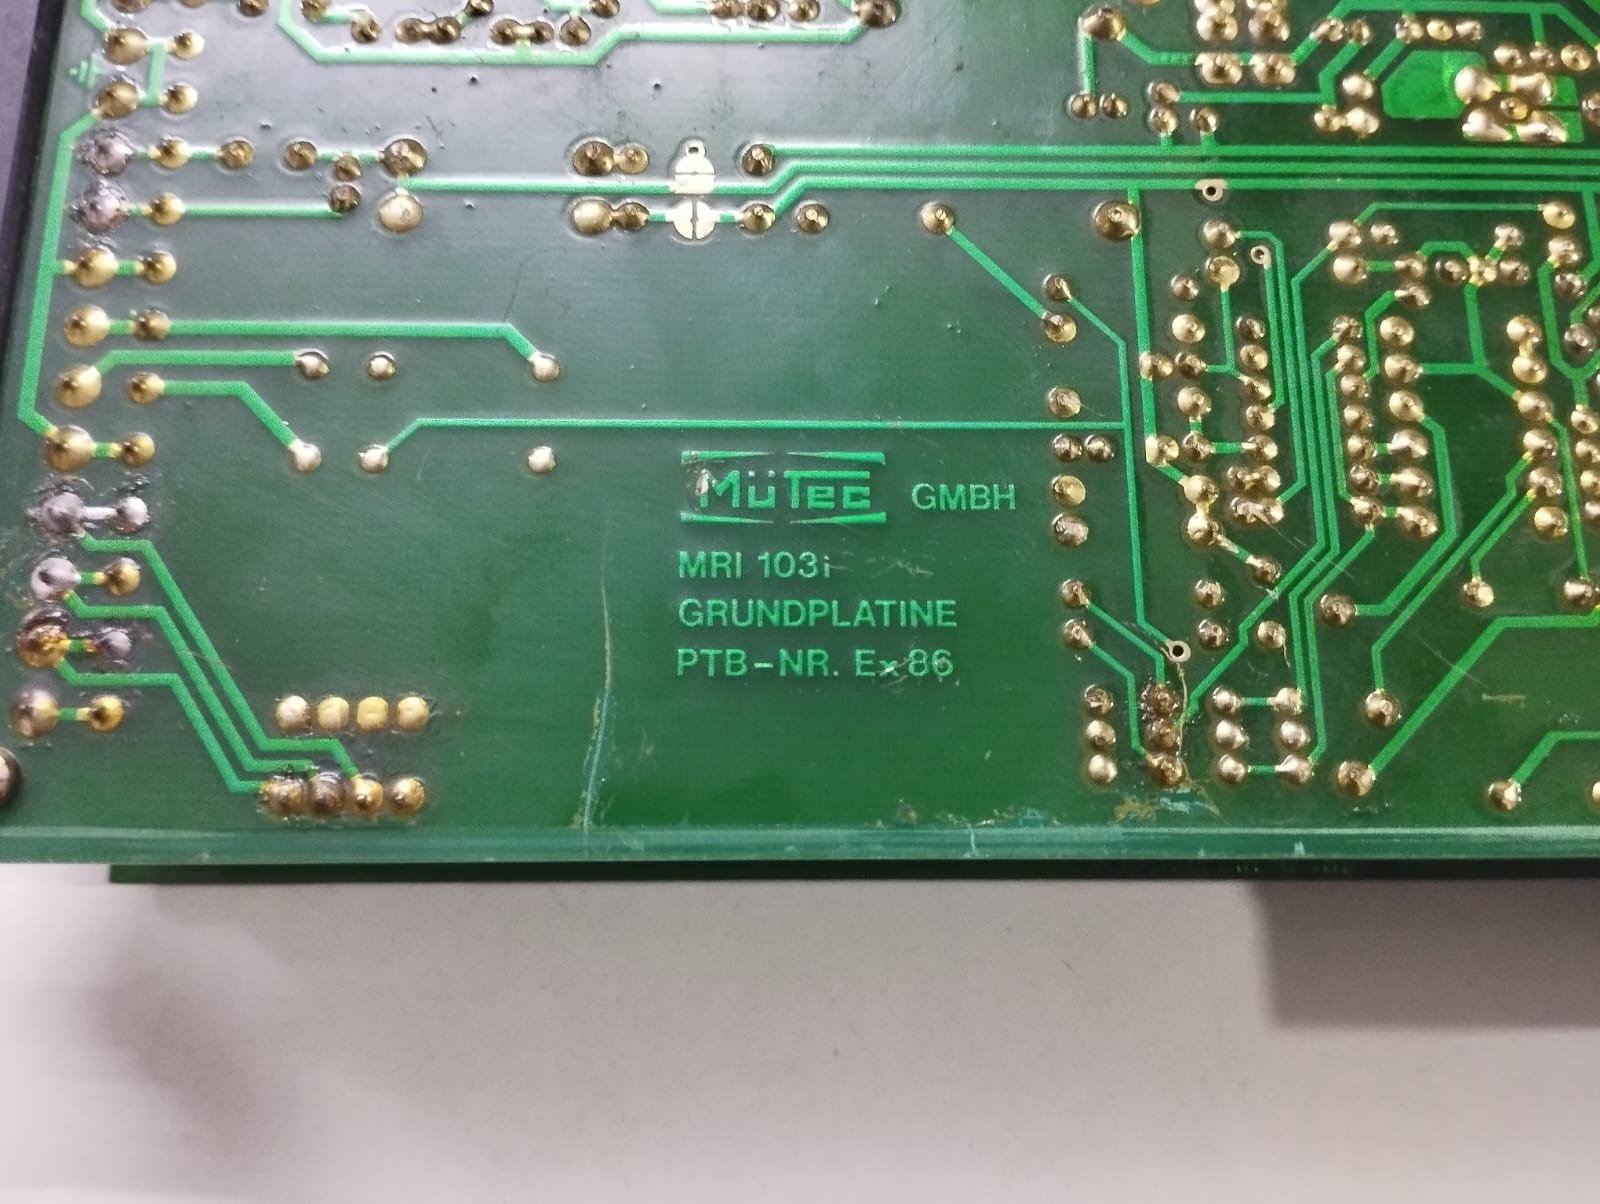 MÜTEC GMBH
MRI 103i
GRUNDPLATINE
PTB-NR. Ex-86